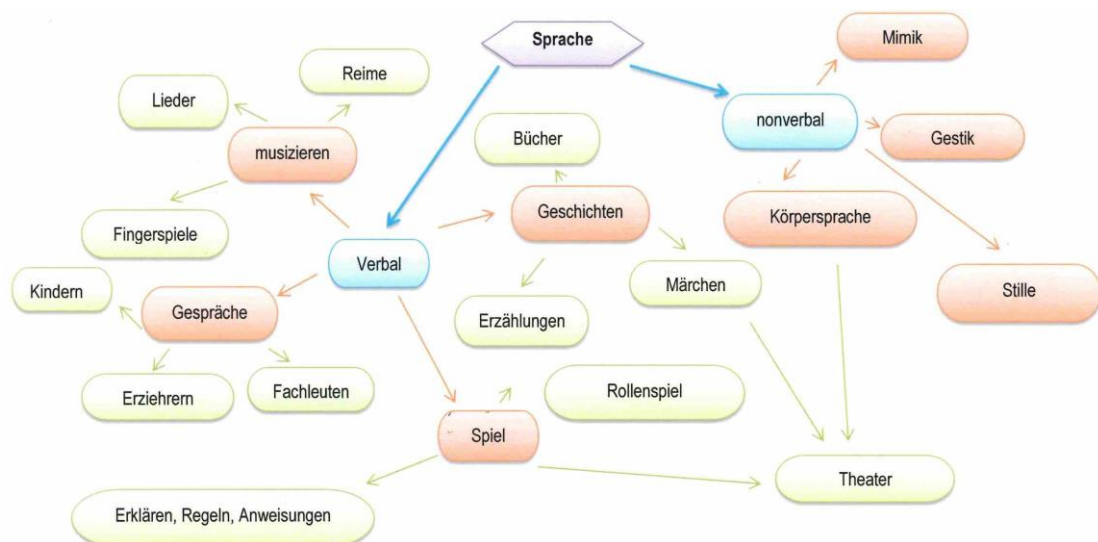 Sprache
Mimik
Reime
Lieder
nonverbal
Bücher
Gestik
musizieren
Geschichten
Körpersprache
Fingerspiele
Verbal
Kindern
Märchen
Stille
Gespräche
Erzählungen
Erziehrern
Fachleuten
Rollenspiel
Spiel
Theater
Erklären, Regeln, Anweisungen